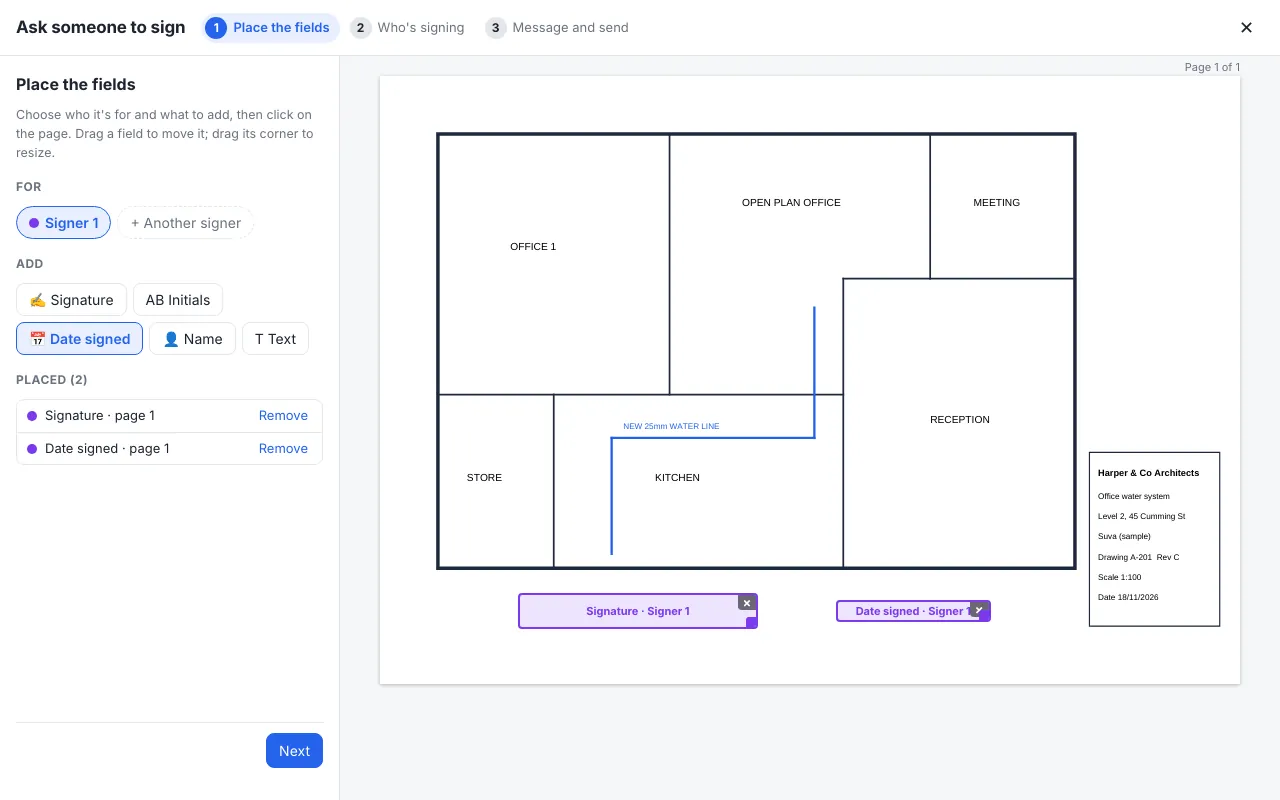 Ask someone to sign
1 Place the fields
2 Who's signing
3 Message and send
×
Place the fields
Choose who it's for and what to add, then click on
the page. Drag a field to move it; drag its corner to
resize.
FOR
Signer 1
+ Another signer
ADD
✍️ Signature
AB Initials
📅 Date signed
👤 Name
T Text
PLACED (2)
Signature · page 1 Remove
Date signed · page 1 Remove
Next
Page 1 of 1
OPEN PLAN OFFICE
MEETING
OFFICE 1
RECEPTION
NEW 25mm WATER LINE
STORE
KITCHEN
Harper & Co Architects
Office water system
Level 2, 45 Cumming St
Suva (sample)
Drawing A-201 Rev C
Scale 1:100
Date 18/11/2026
Signature · Signer 1
×
Date signed · Signer 1
×